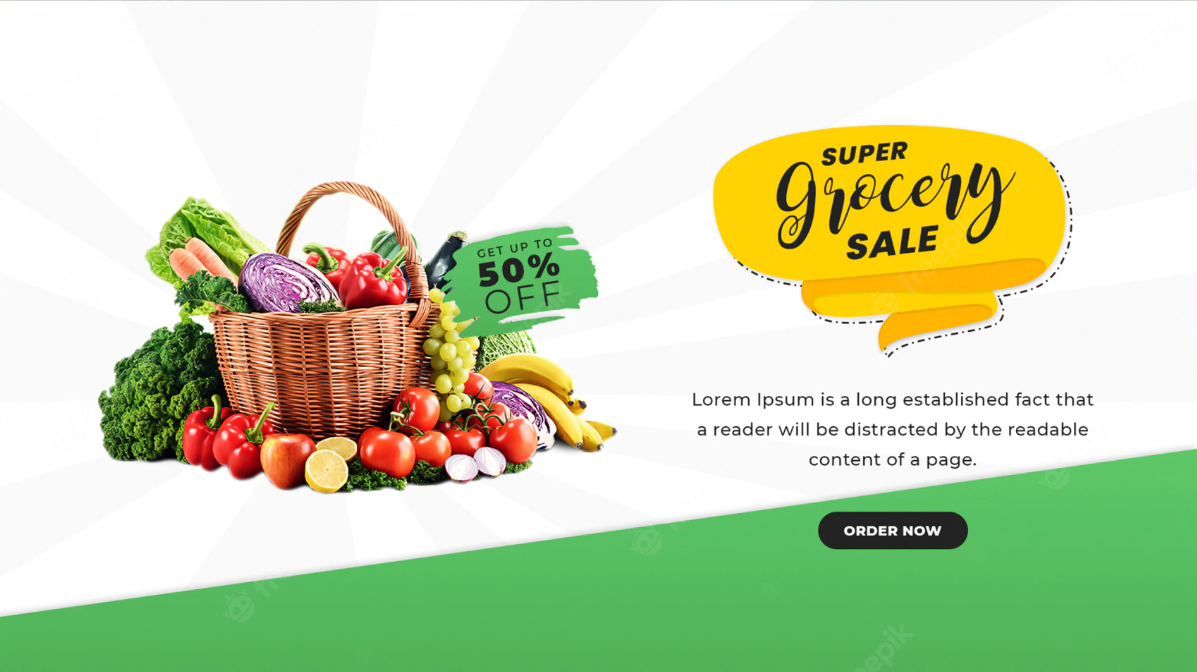 GET UP TO
50%
OFF
SUPER
grocery
SALE
Lorem Ipsum is a long established fact that
a reader will be distracted by the readable
content of a page.
ORDER NOW
freepik